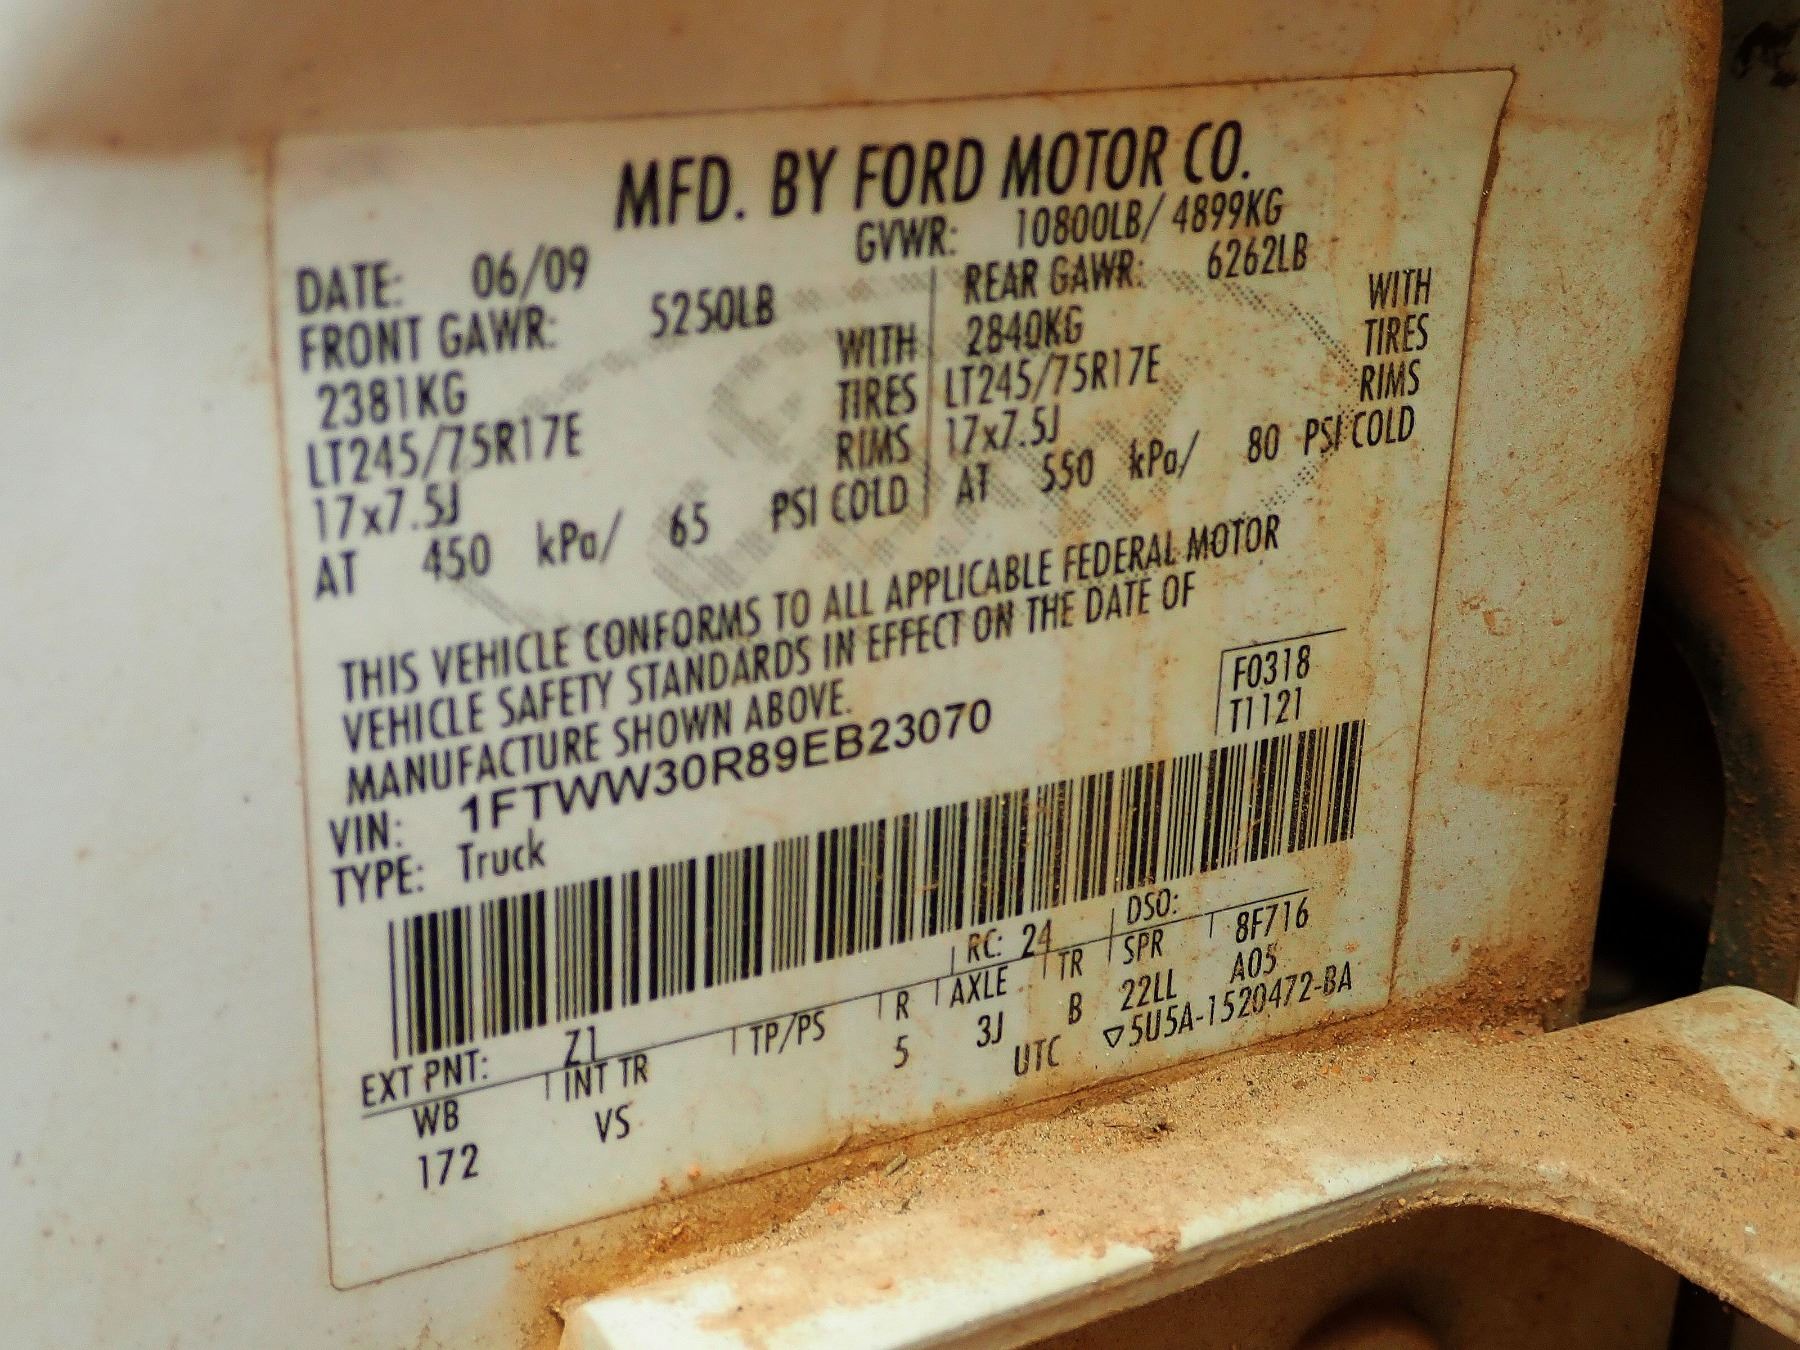 MFD. BY FORD MOTOR CO.
DATE: 06/09 GVWR: 10800LB/ 4899KG
FRONT GAWR: 5250LB REAR GAWR: 6262LB
2381KG WITH 2840KG WITH
LT245/75R17E TIRES LT245/75R17E TIRES
17x7.5J RIMS 17x7.5J RIMS
AT 450 kPa/ 65 PSI COLD AT 550 kPa/ 80 PSI COLD
THIS VEHICLE CONFORMS TO ALL APPLICABLE FEDERAL MOTOR
VEHICLE SAFETY STANDARDS IN EFFECT ON THE DATE OF
MANUFACTURE SHOWN ABOVE.
F0318
T1121
VIN: 1FTWW30R89EB23070
TYPE: Truck
EXT PNT: Z1 RC: 24 DSO:
WB INT TR TP/PS R AXLE TR SPR 8F716
172 VS 5 3J B 22LL A05
UTC ▽5U5A-1520472-BA